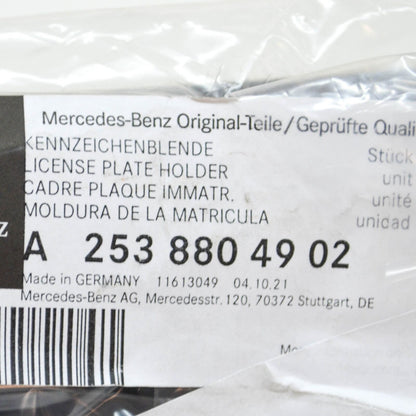 Mercedes-Benz Original-Teile/Geprüfte Quali
KENNZEICHENBLENDE
Stück
LICENSE PLATE HOLDER
unit
CADRE PLAQUE iMMATR.
unité
MOLDURA DE LA MATRICULA
unidad
z
A 253 880 49 02
Made in GERMANY 11613049 04.10.21
Mercedes-Benz AG, Mercedesstr. 120, 70372 Stuttgart, DE